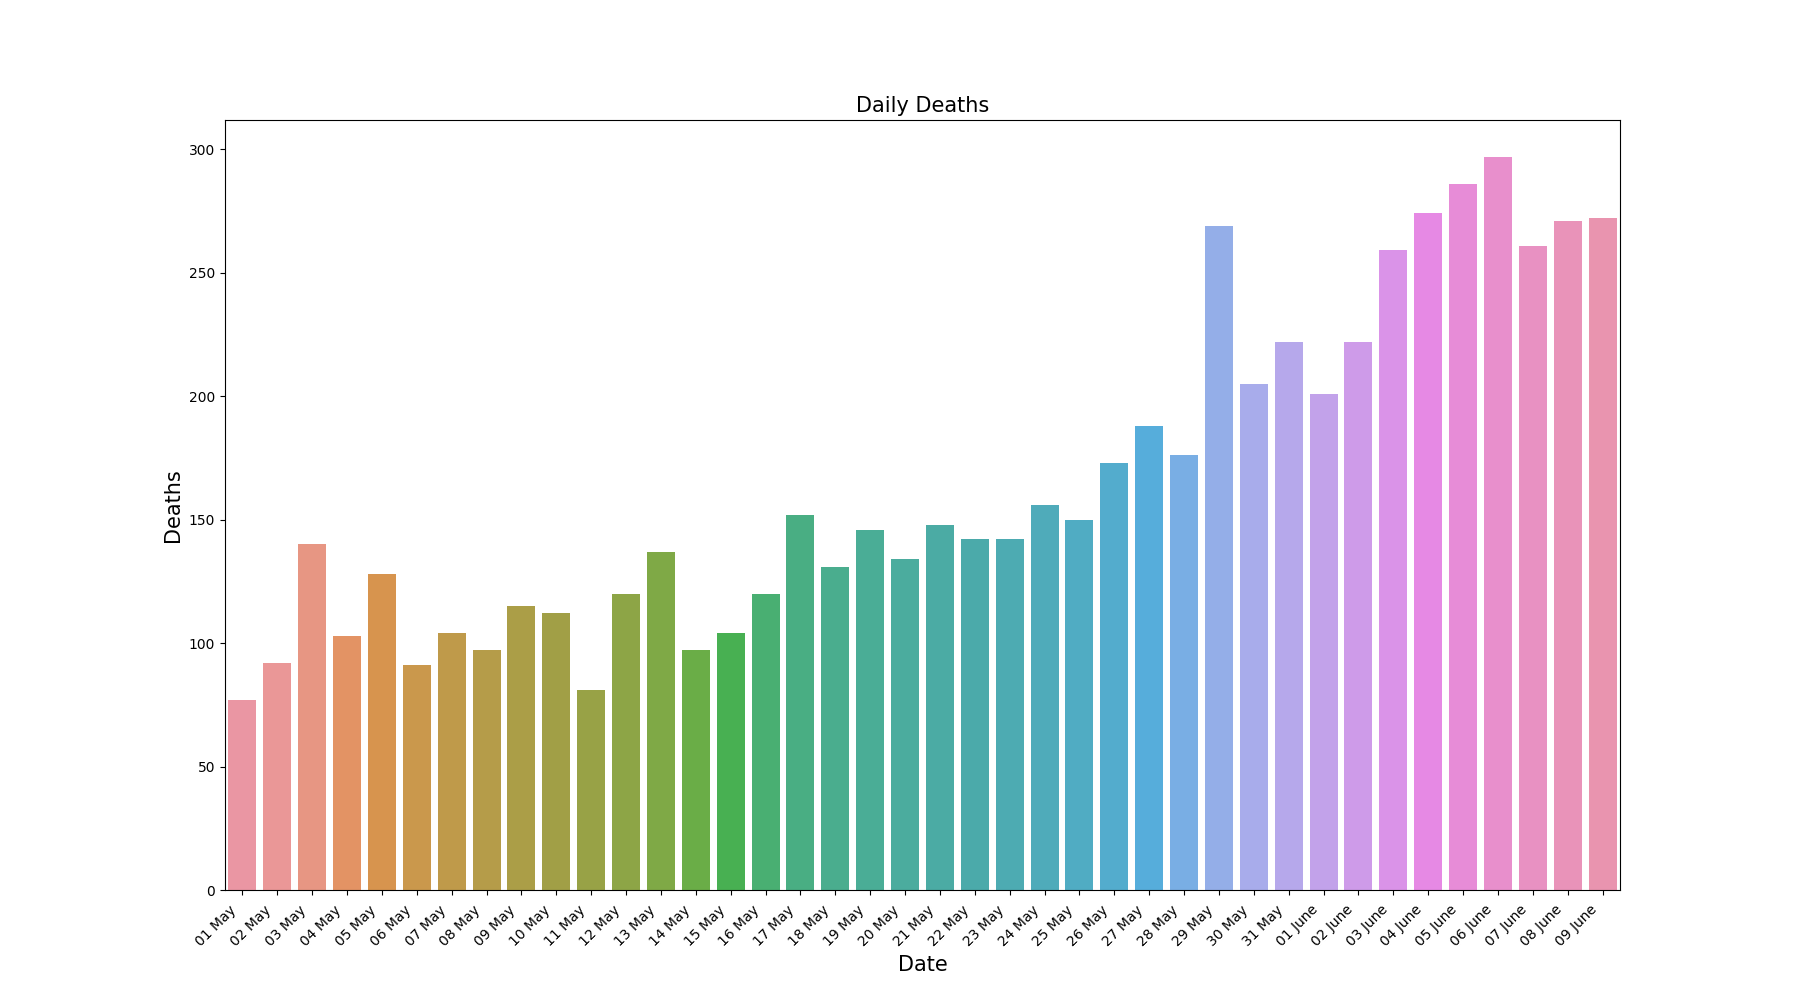 Daily Deaths
Deaths
300
250
200
150
100
50
0
01 May
02 May
03 May
04 May
05 May
06 May
07 May
08 May
09 May
10 May
11 May
12 May
13 May
14 May
15 May
16 May
17 May
18 May
19 May
20 May
21 May
22 May
23 May
24 May
25 May
26 May
27 May
28 May
29 May
30 May
31 May
01 June
02 June
03 June
04 June
05 June
06 June
07 June
08 June
09 June
Date